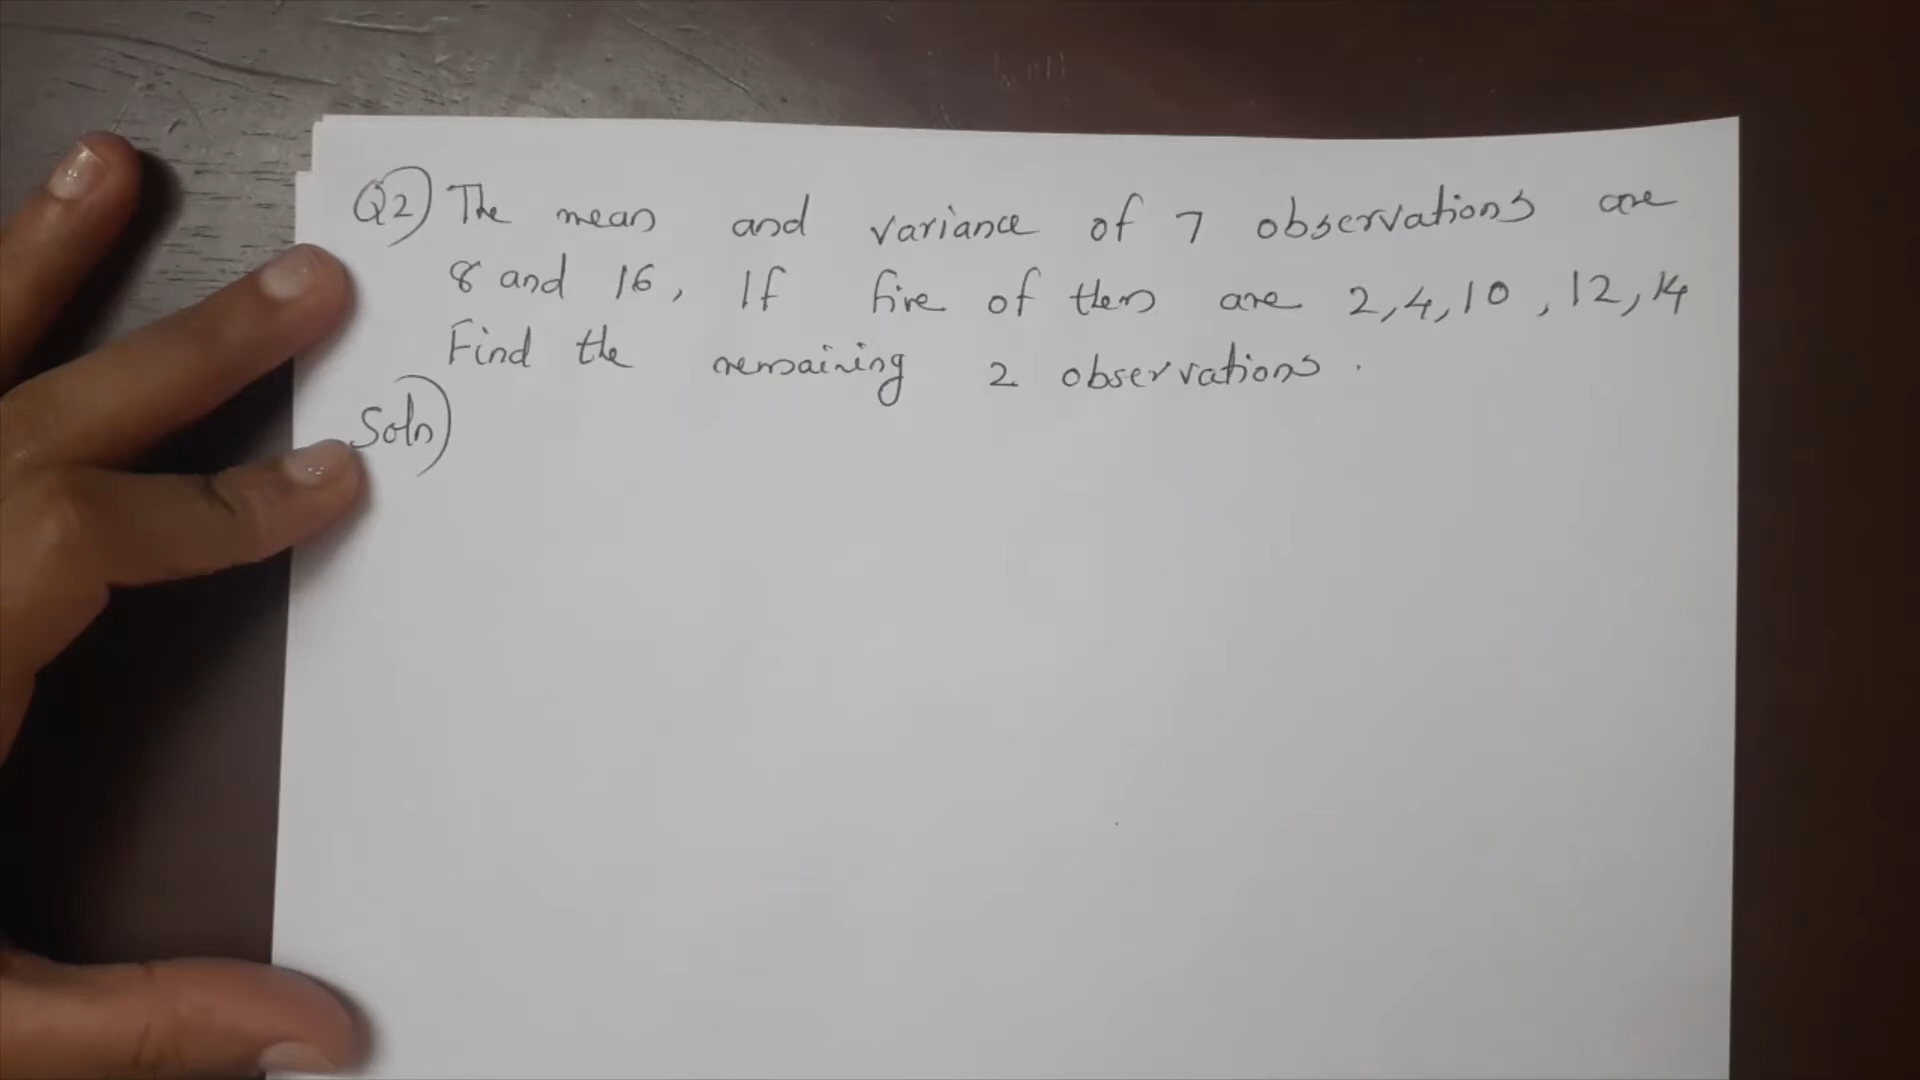 Q2) The mean and variance of 7 observations are
8 and 16, If five of them are 2,4,10,12,14
Find the remaining 2 observations.
Soln)